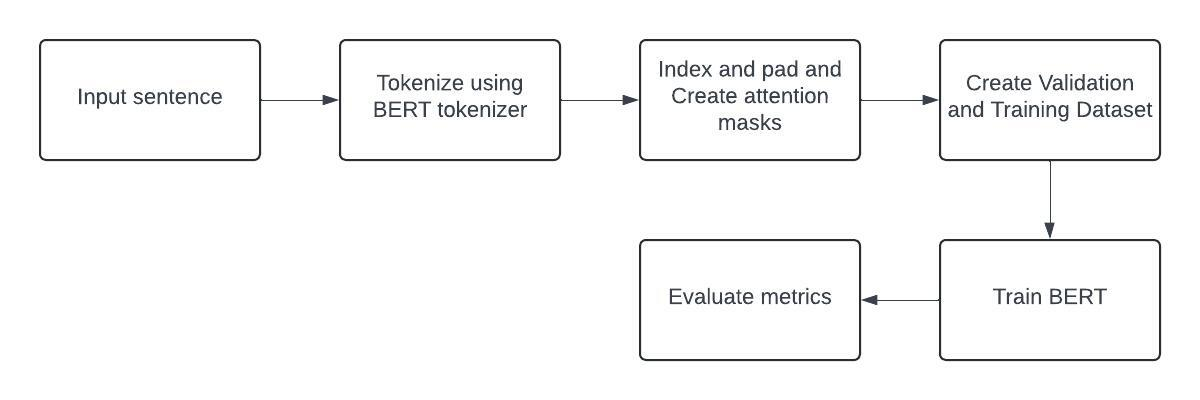 Input sentence
Tokenize using
BERT tokenizer
Index and pad and
Create attention
masks
Create Validation
and Training Dataset
Train BERT
Evaluate metrics